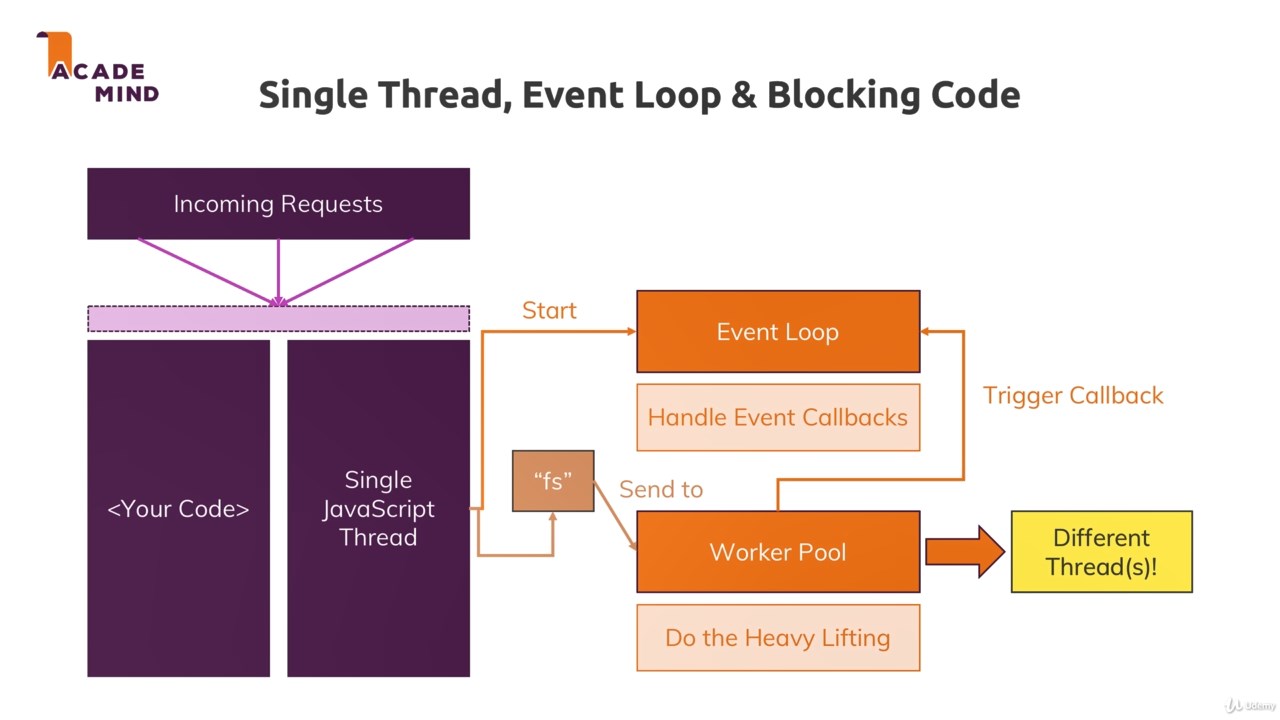 ACADE
MIND
Single Thread, Event Loop & Blocking Code
Incoming Requests
Start
Event Loop
Handle Event Callbacks
Trigger Callback
<Your Code>
Single
JavaScript
Thread
“fs”
Send to
Worker Pool
Different
Thread(s)!
Do the Heavy Lifting
Udemy